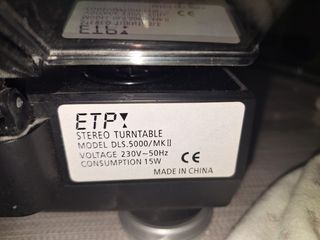 ETP
STEREO TURNTABLE
MODEL DLS.5000/MKII
VOLTAGE 230V~50Hz
CONSUMPTION 15W
CE
MADE IN CHINA